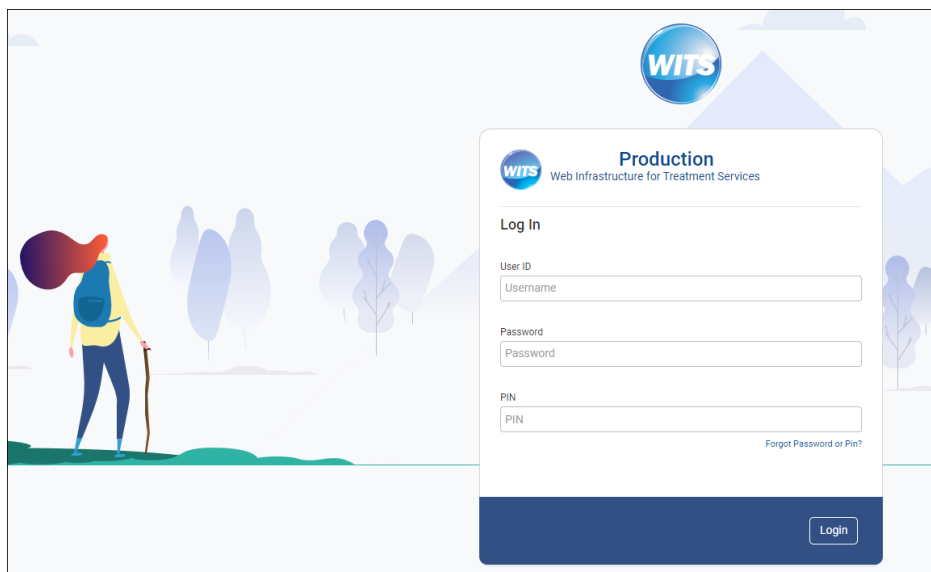 WITS
WITS
Production
Web Infrastructure for Treatment Services
Log In
User ID
Username
Password
Password
PIN
PIN
Forgot Password or Pin?
Login